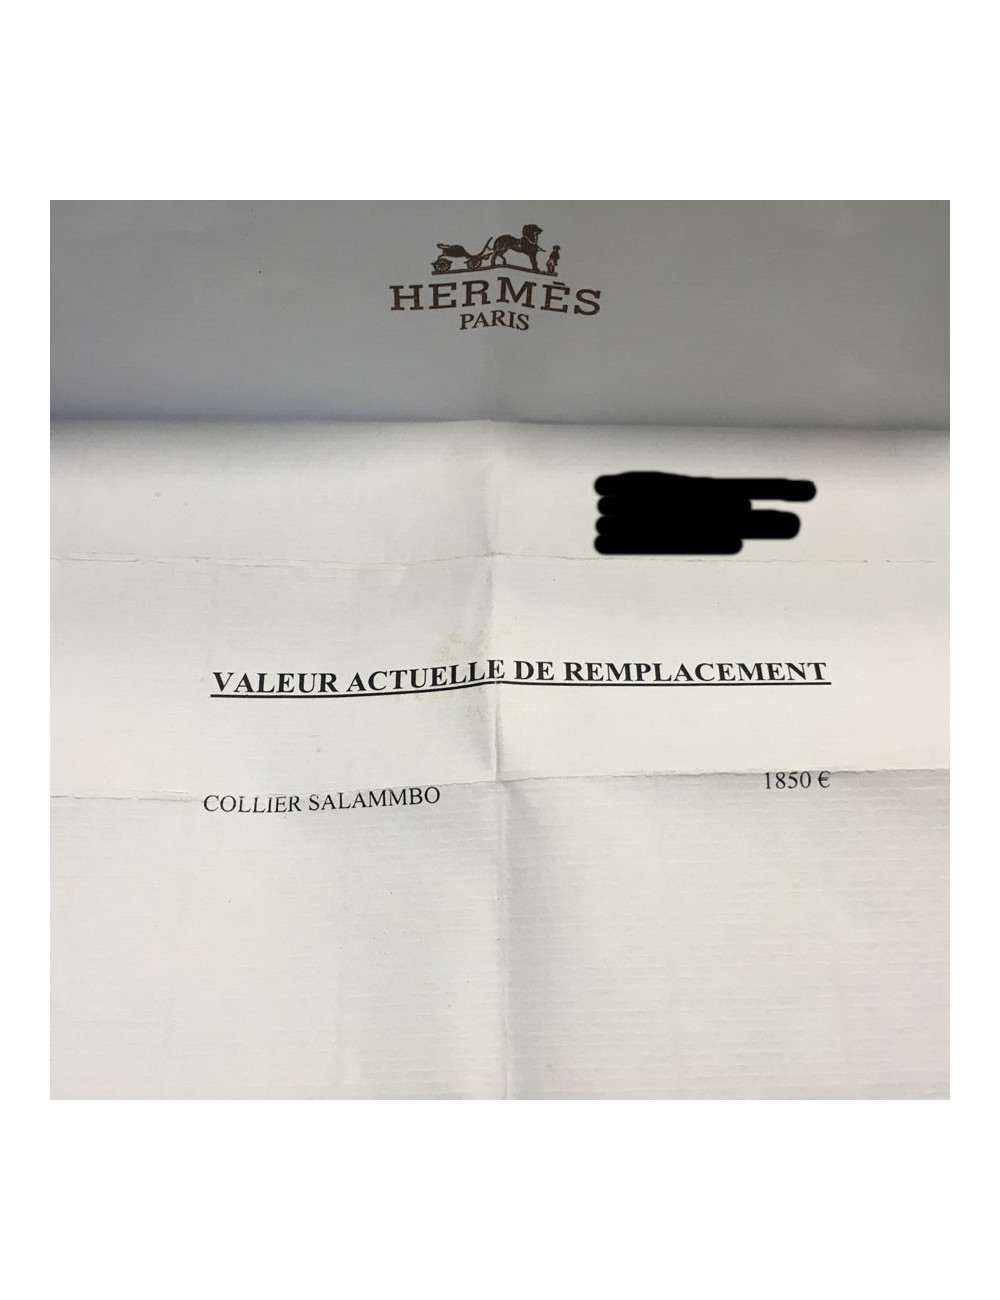 HERMÈS
PARIS
VALEUR ACTUELLE DE REMPLACEMENT
COLLIER SALAMMBO 1850 €